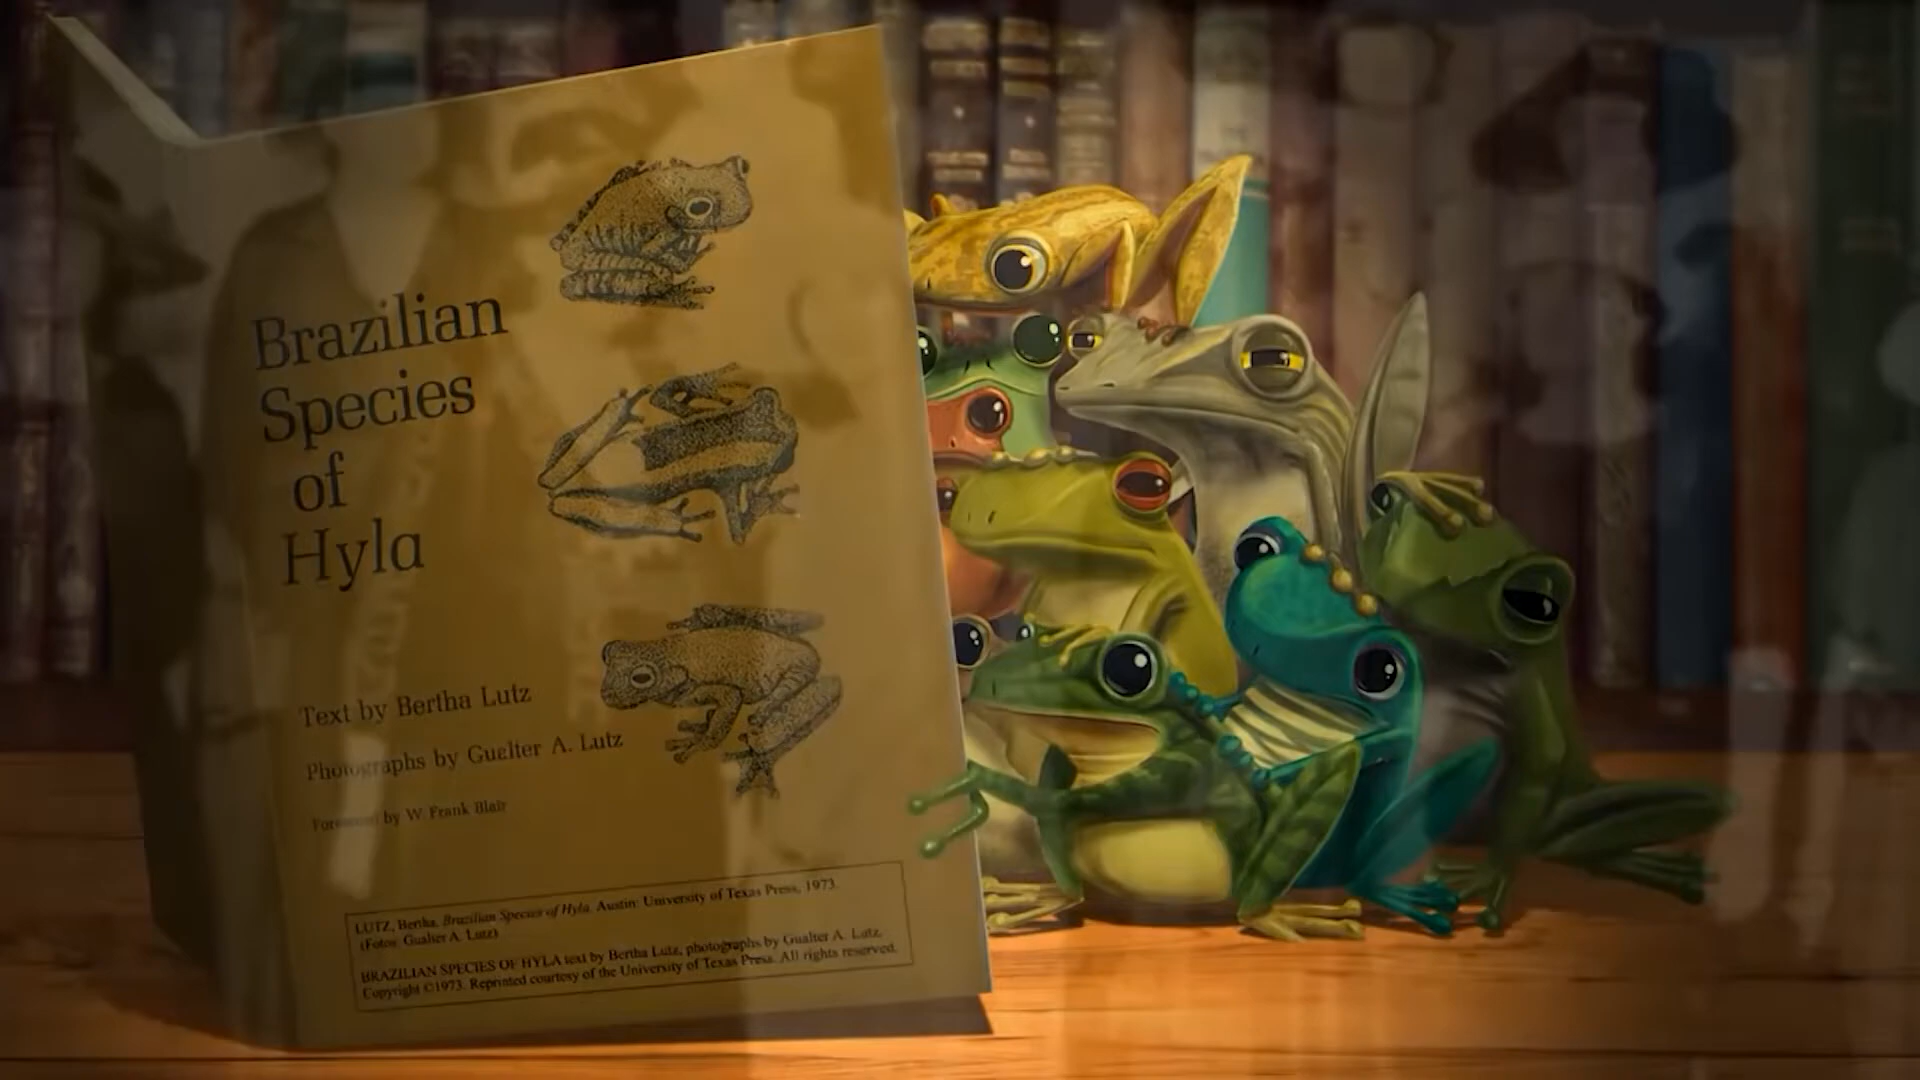 Brazilian
Species
of
Hyla
Text by Bertha Lutz
Photographs by Guelter A. Lutz
Foreword by W. Frank Blair
LUTZ, Bertha. Brazilian Species of Hyla. Austin: University of Texas Press, 1973.
(Fotos Gualter A. Lutz)
BRAZILIAN SPECIES OF HYLA text by Bertha Lutz, photographs by Gualter A. Lutz.
Copyright ©1973. Reprinted courtesy of the University of Texas Press. All rights reserved.